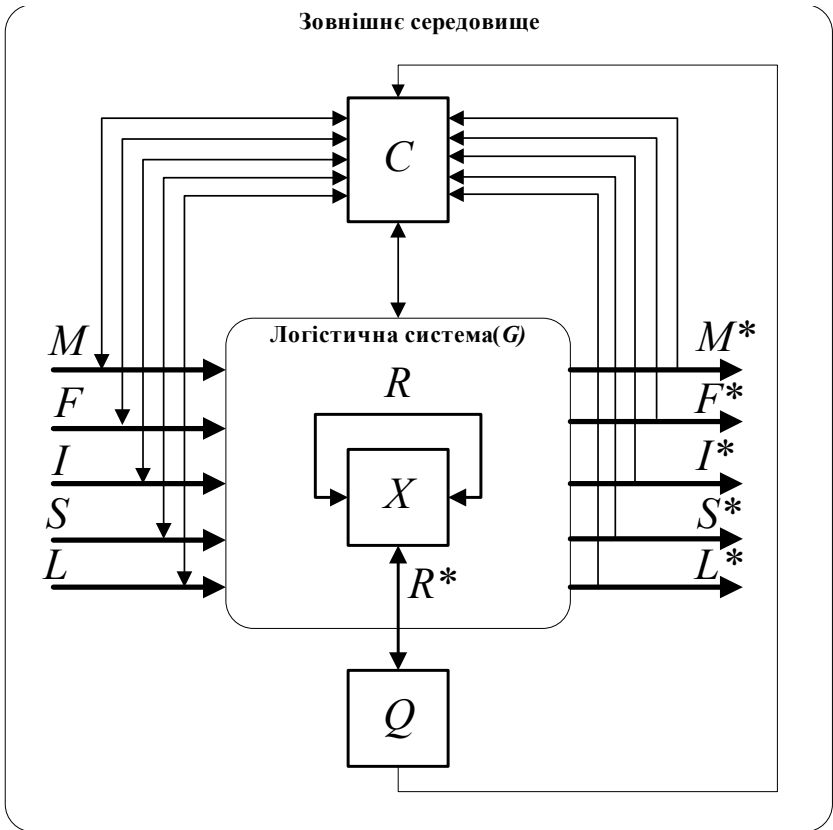 Зовнішнє середовище
C
Логістична система(G)
M
F
I
S
L
R
X
R*
M*
F*
I*
S*
L*
Q